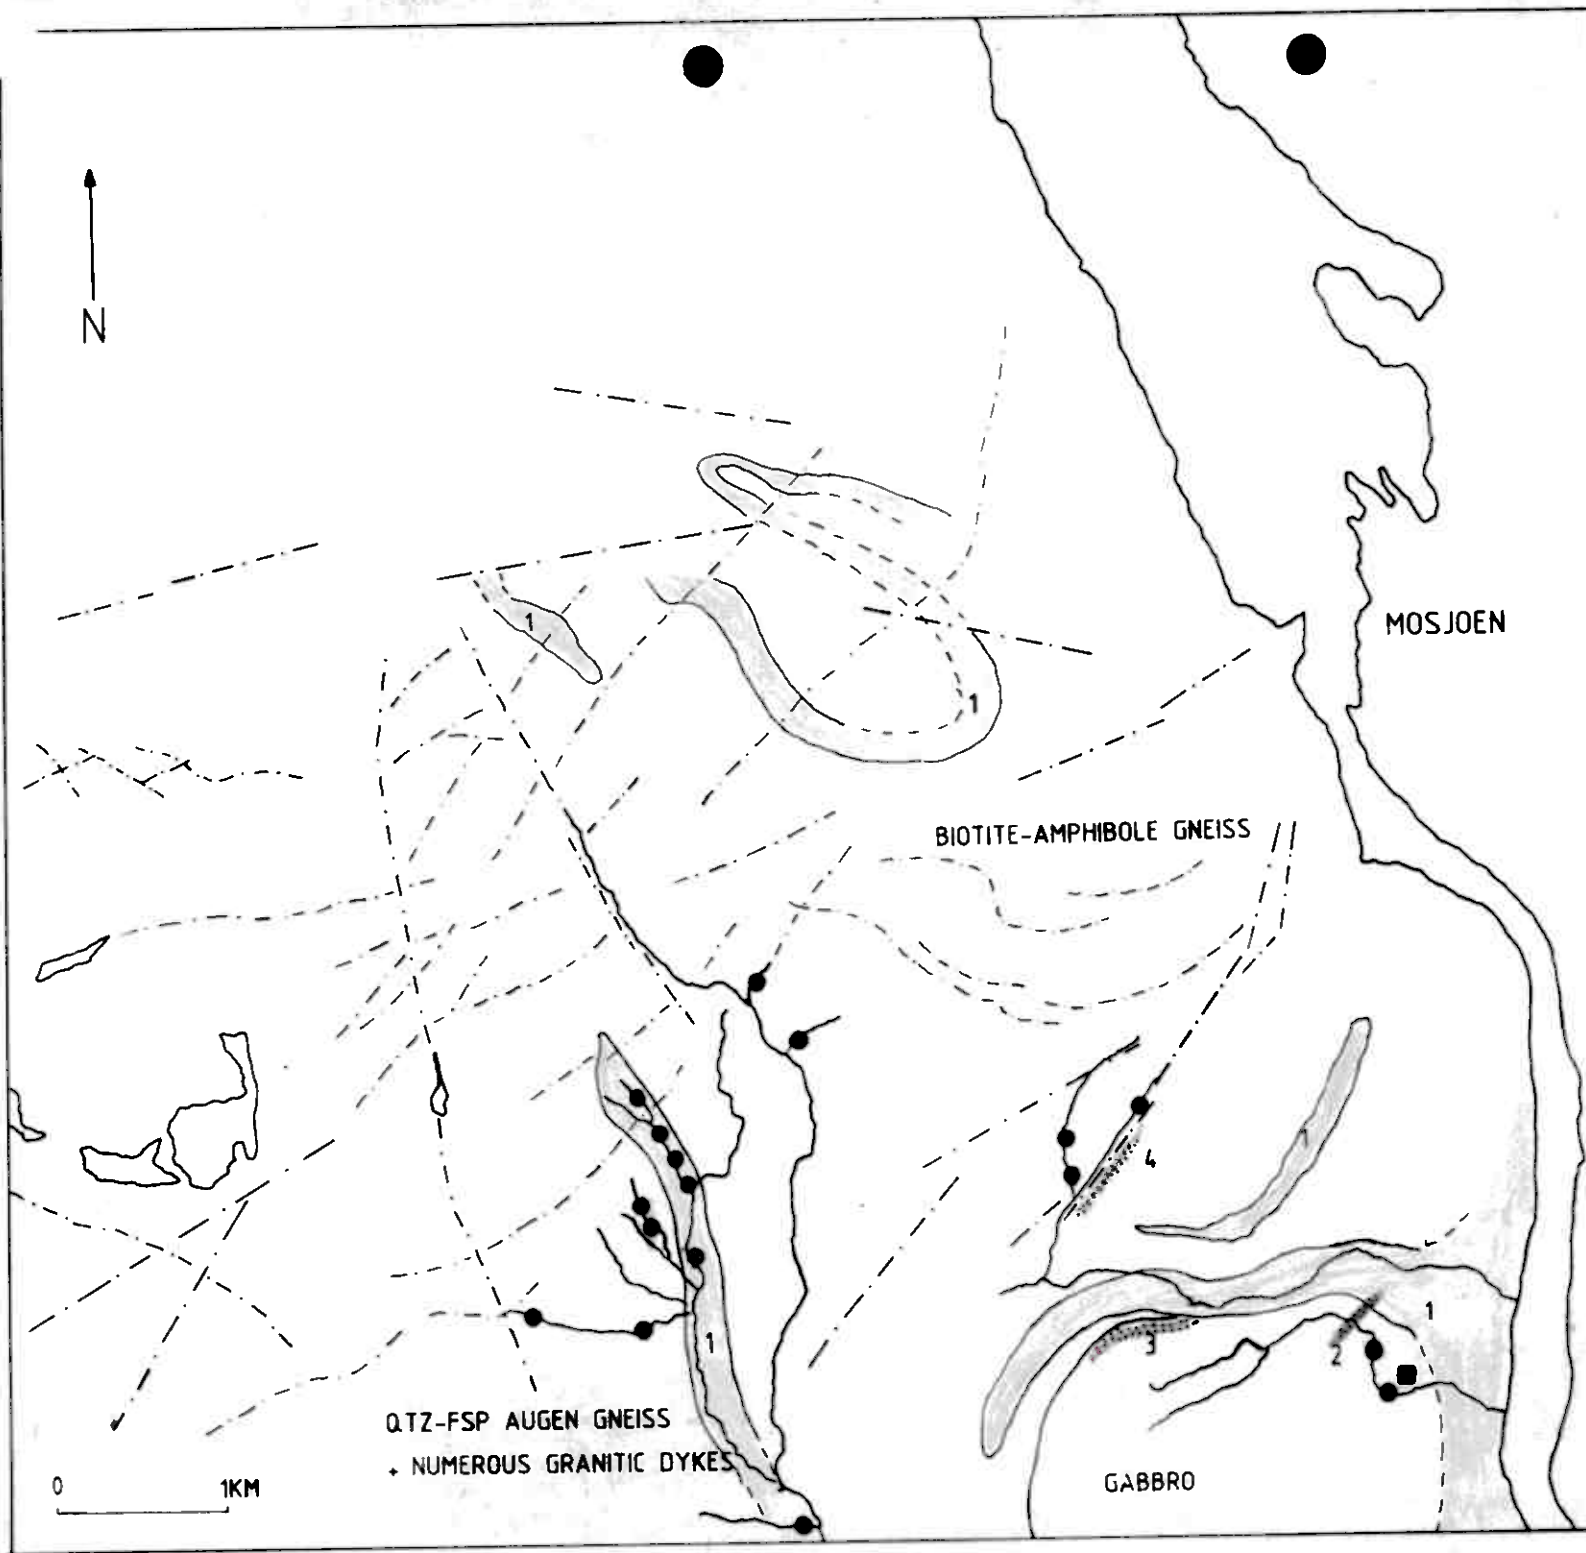 N
1
MOSJOEN
1
BIOTITE-AMPHIBOLE GNEISS
4
1
1
1
3
2
QTZ-FSP AUGEN GNEISS
+ NUMEROUS GRANITIC DYKES
GABBRO
0 1KM